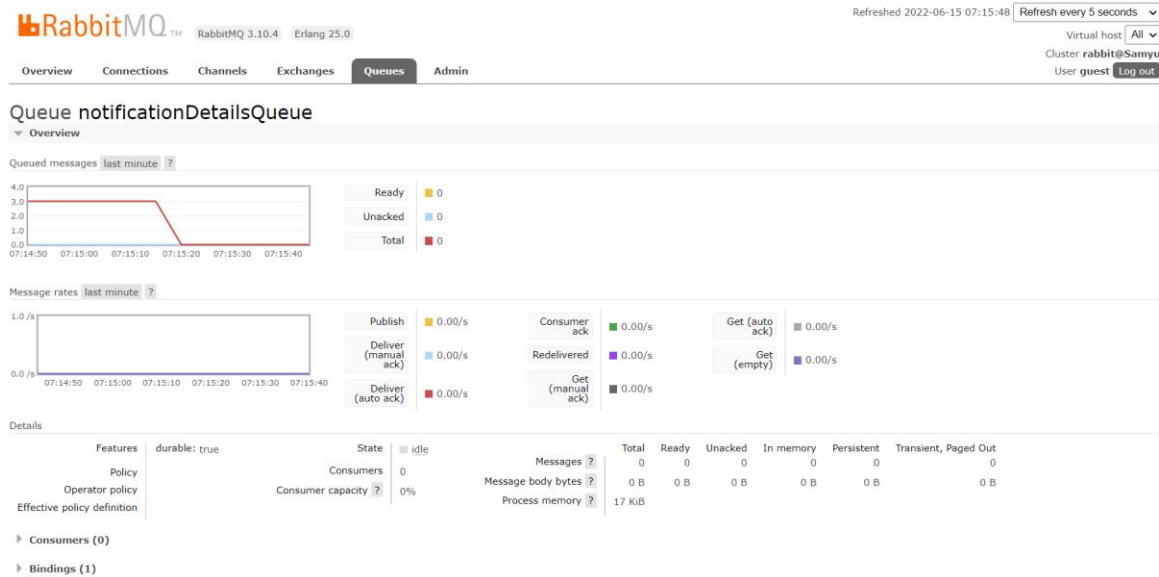 Refreshed 2022-06-15 07:15:48 Refresh every 5 seconds
RabbitMQ TM RabbitMQ 3.10.4 Erlang 25.0
Virtual host All
Cluster rabbit@Samyu
User guest Log out
Overview Connections Channels Exchanges Queues Admin
Queue notificationDetailsQueue
Overview
Queued messages last minute ?
4.0
3.0
2.0
1.0
0.0
07:14:50 07:15:00 07:15:10 07:15:20 07:15:30 07:15:40
Ready 0
Unacked 0
Total 0
Message rates last minute ?
1.0 /s
0.0 /s
07:14:50 07:15:00 07:15:10 07:15:20 07:15:30 07:15:40
Publish 0.00/s
Deliver
(manual
ack) 0.00/s
Deliver
(auto ack) 0.00/s
Consumer
ack 0.00/s
Redelivered 0.00/s
Get
(manual
ack) 0.00/s
Get (auto
ack) 0.00/s
Get
(empty) 0.00/s
Details
Features durable: true
Policy
Operator policy
Effective policy definition
State idle
Consumers 0
Consumer capacity ? 0%
Total Ready Unacked In memory Persistent Transient, Paged Out
Messages ? 0 0 0 0 0 0
Message body bytes ? 0 B 0 B 0 B 0 B 0 B 0 B
Process memory ? 17 KiB
Consumers (0)
Bindings (1)